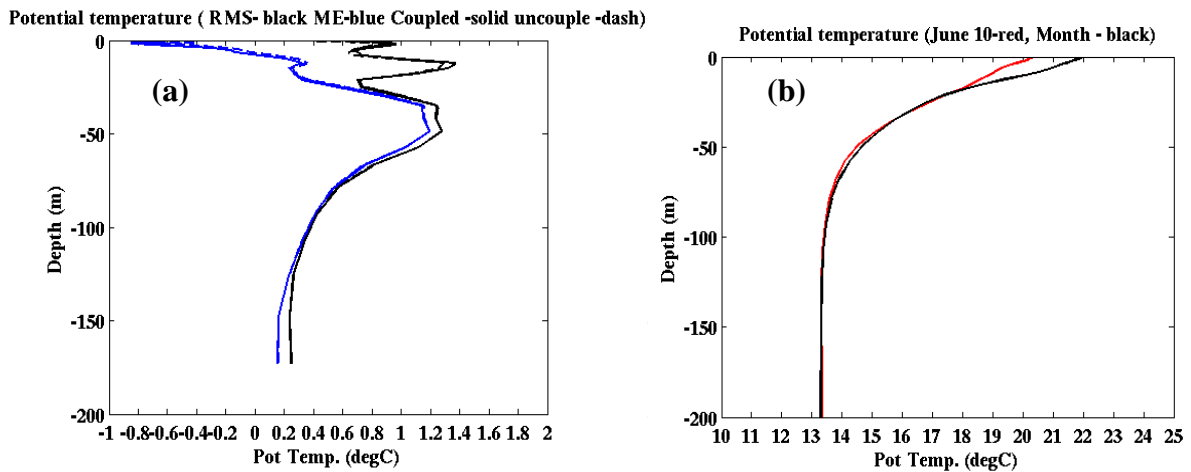 Potential temperature ( RMS- black ME-blue Coupled -solid uncouple -dash)
(a)
0
-50
-100
-150
-200
Depth (m)
-1 -0.8 -0.6 -0.4 -0.2 0 0.2 0.4 0.6 0.8 1 1.2 1.4 1.6 1.8 2
Pot Temp. (degC)
Potential temperature (June 10-red, Month - black)
(b)
0
-50
-100
-150
-200
Depth (m)
10 11 12 13 14 15 16 17 18 19 20 21 22 23 24 25
Pot Temp. (degC)